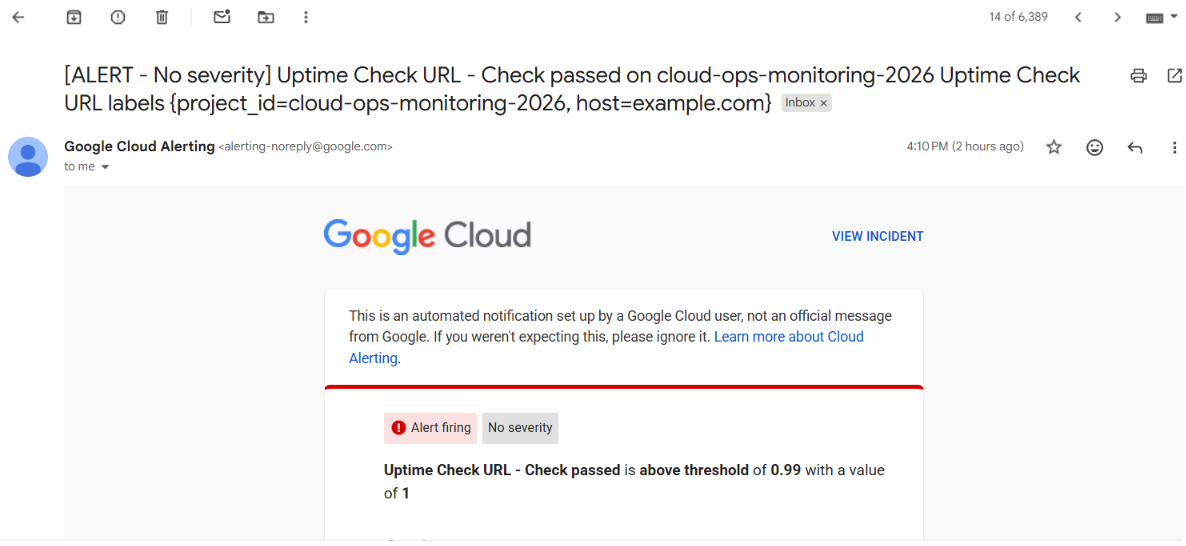 14 of 6,389
[ALERT - No severity] Uptime Check URL - Check passed on cloud-ops-monitoring-2026 Uptime Check
URL labels {project_id=cloud-ops-monitoring-2026, host=example.com} Inbox ×
Google Cloud Alerting <alerting-noreply@google.com> 4:10 PM (2 hours ago)
to me
Google Cloud VIEW INCIDENT
This is an automated notification set up by a Google Cloud user, not an official message
from Google. If you weren't expecting this, please ignore it. Learn more about Cloud
Alerting.
Alert firing No severity
Uptime Check URL - Check passed is above threshold of 0.99 with a value
of 1